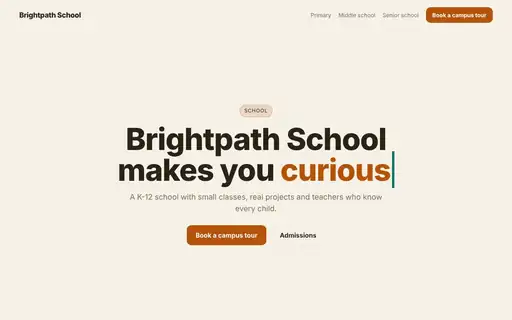 Brightpath School
Primary
Middle school
Senior school
Book a campus tour
SCHOOL
Brightpath School
makes you curious
A K-12 school with small classes, real projects and teachers who know
every child.
Book a campus tour
Admissions